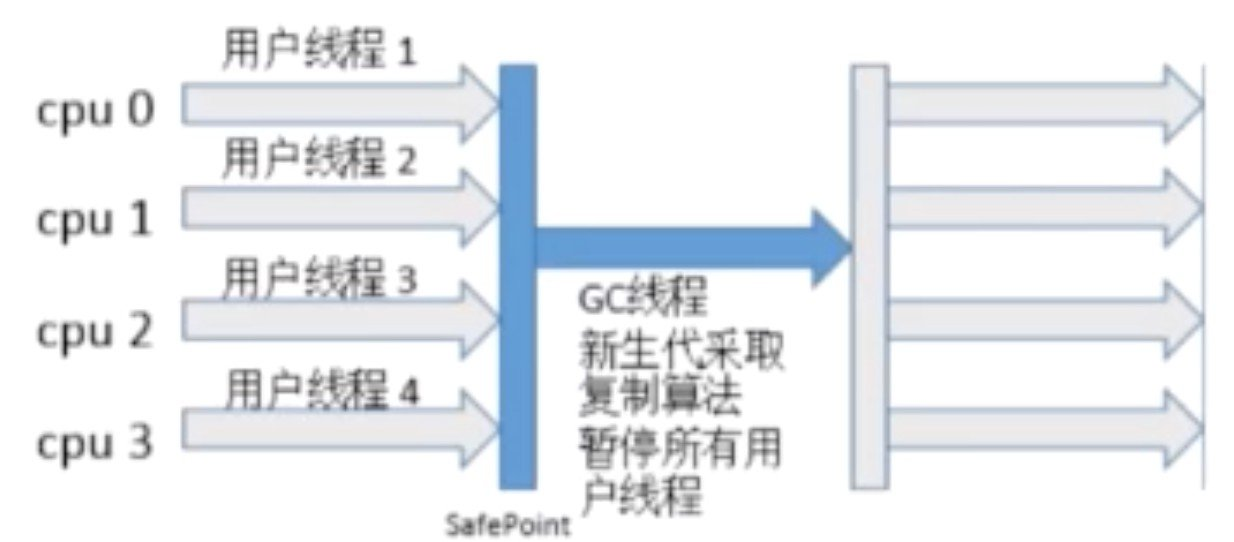 用户线程 1
cpu 0
用户线程 2
cpu 1
用户线程 3
cpu 2
用户线程 4
cpu 3
GC线程
新生代采取
复制算法
暂停所有用
户线程
SafePoint